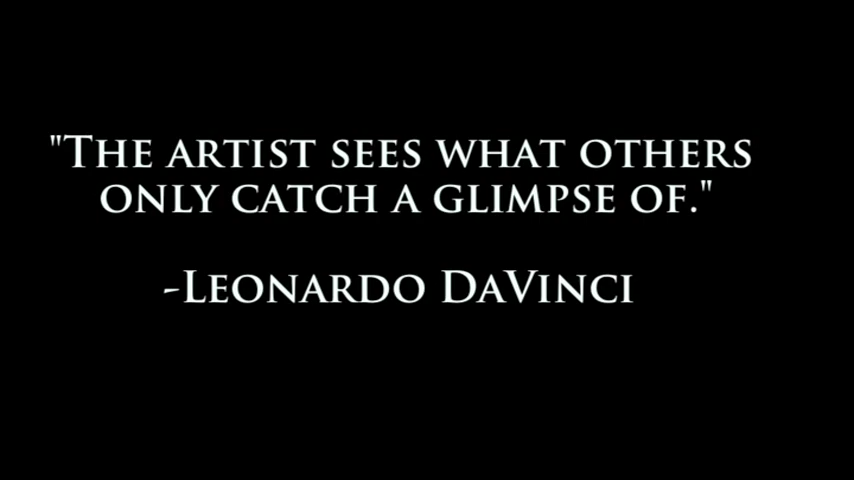 "The artist sees what others
only catch a glimpse of."
-Leonardo DaVinci